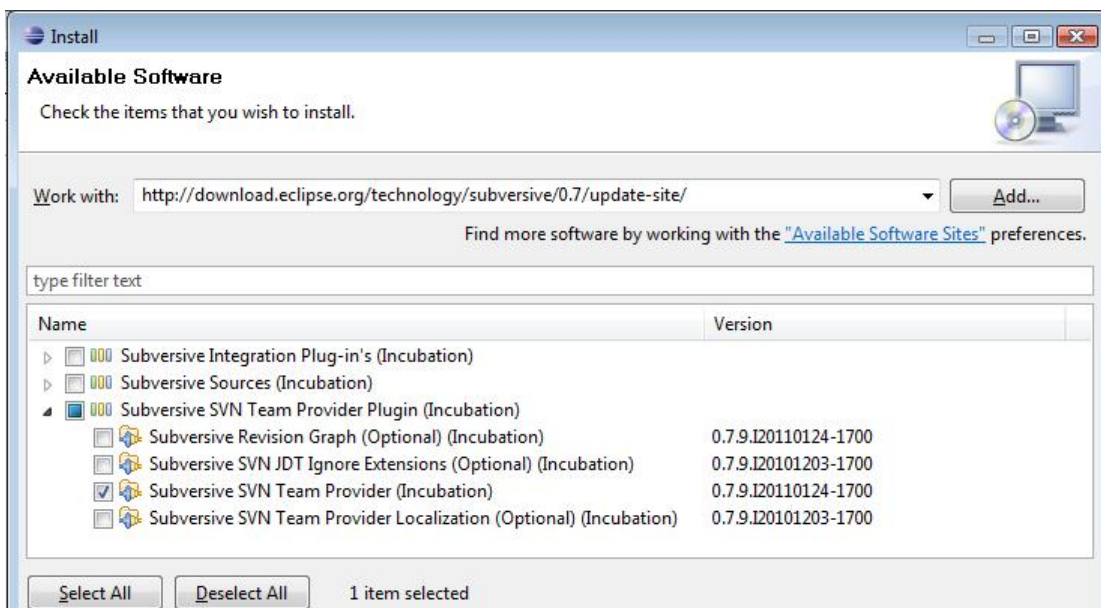 Install
Available Software
Check the items that you wish to install.
Work with: http://download.eclipse.org/technology/subversive/0.7/update-site/ Add...
Find more software by working with the "Available Software Sites" preferences.
type filter text
Name Version
Subversive Integration Plug-in's (Incubation)
Subversive Sources (Incubation)
Subversive SVN Team Provider Plugin (Incubation)
Subversive Revision Graph (Optional) (Incubation) 0.7.9.I20110124-1700
Subversive SVN JDT Ignore Extensions (Optional) (Incubation) 0.7.9.I20101203-1700
Subversive SVN Team Provider (Incubation) 0.7.9.I20110124-1700
Subversive SVN Team Provider Localization (Optional) (Incubation) 0.7.9.I20101203-1700
Select All Deselect All 1 item selected